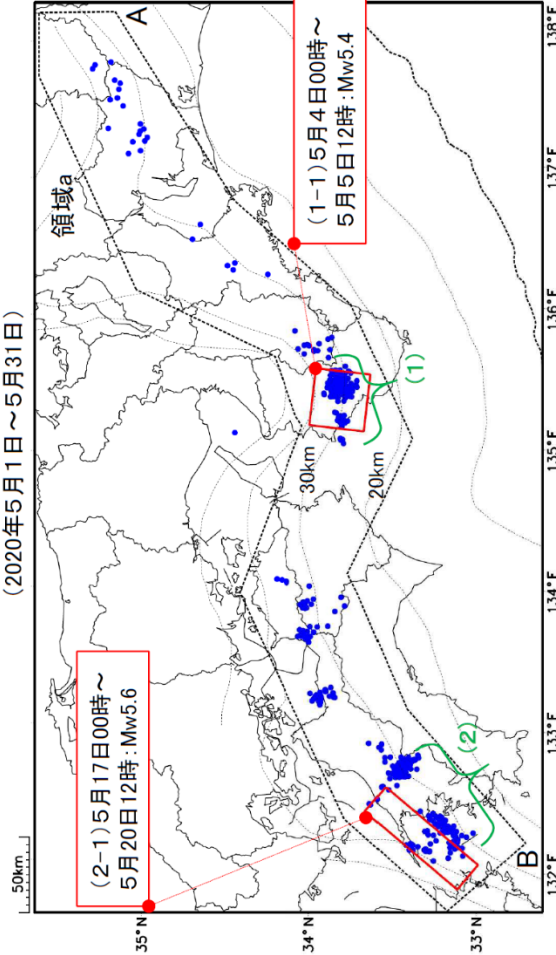 (2020年5月1日～5月31日)
50km
(2-1)5月17日00時～
5月20日12時:Mw5.6
(1-1)5月4日00時～
5月5日12時:Mw5.4
領域a
A
B
30km
20km
(1)
(2)
35°N
34°N
33°N
132°E
133°E
134°E
135°E
136°E
137°E
138°E